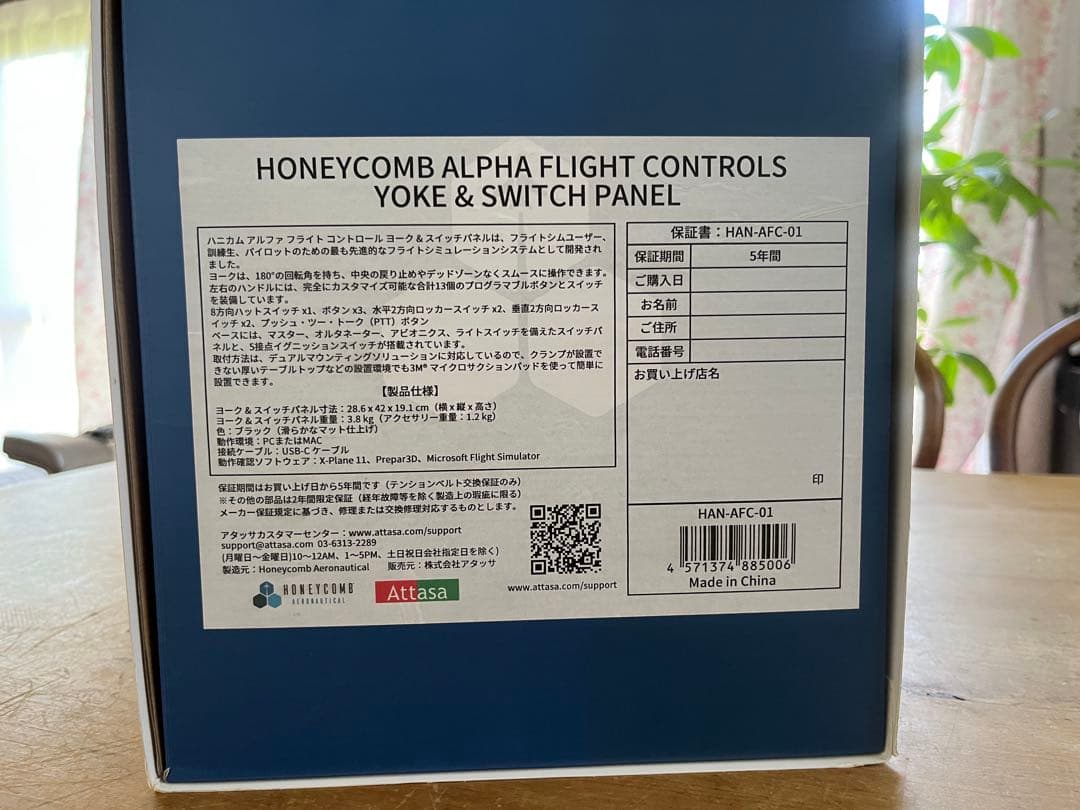 HONEYCOMB ALPHA FLIGHT CONTROLS
YOKE & SWITCH PANEL
ハニカム アルファ フライト コントロール ヨーク＆スイッチパネルは、フライトシムユーザー、
訓練生、パイロットのための最も先進的なフライトシミュレーションシステムとして開発され
ました。
ヨークは、180°の回転角を持ち、中央の戻り止めやデッドゾーンなくスムースに操作できます。
左右のハンドルには、完全にカスタマイズ可能な合計13個のプログラマブルボタンとスイッチ
を装備しています。
8方向ハットスイッチ x1、ボタン x3、水平2方向ロッカースイッチ x2、垂直2方向ロッカース
イッチ x2、プッシュ・ツー・トーク（PTT）ボタン
ベースには、マスター、オルタネーター、アビオニクス、ライトスイッチを備えたスイッチパ
ネルと、5接点イグニッションスイッチが搭載されています。
取付方法は、デュアルマウンティングソリューションに対応しているので、クランプが設置で
きない厚いテーブルトップなどの設置環境でも3M® マイクロサクションパッドを使って簡単に
設置できます。
【製品仕様】
ヨーク＆スイッチパネル寸法：28.6 x 42 x 19.1 cm（横 x 縦 x 高さ）
ヨーク＆スイッチパネル重量：3.8 kg（アクセサリー重量：1.2 kg）
色：ブラック（滑らかなマット仕上げ）
動作環境：PCまたはMAC
接続ケーブル：USB-C ケーブル
動作確認ソフトウェア：X-Plane 11、Prepar3D、Microsoft Flight Simulator
保証期間はお買い上げ日から5年間です（テンションベルト交換保証のみ）
※その他の部品は2年間限定保証（経年故障等を除く製造上の瑕疵に限る）
メーカー保証規定に基づき、修理または交換修理対応するものとします。
アタッサカスタマーセンター：www.attasa.com/support
support@attasa.com 03-6313-2289
(月曜日～金曜日)10～12AM、1～5PM、土日祝日会社指定日を除く)
製造元：Honeycomb Aeronautical 販売元：株式会社アタッサ
HONEYCOMB
AERONAUTICAL
Attasa
www.attasa.com/support
保証書：HAN-AFC-01
保証期間 5年間
ご購入日
お名前
ご住所
電話番号
お買い上げ店名
印
HAN-AFC-01
4 571374 885006
Made in China